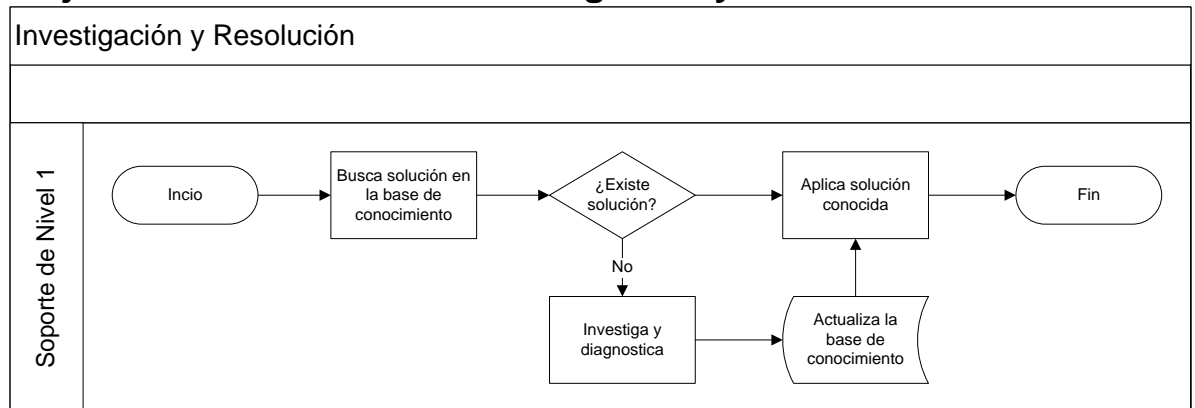 Investigación y Resolución
Soporte de Nivel 1
Incio
Busca solución en
la base de
conocimiento
¿Existe
solución?
Aplica solución
conocida
Fin
No
Investiga y
diagnostica
Actualiza la
base de
conocimiento